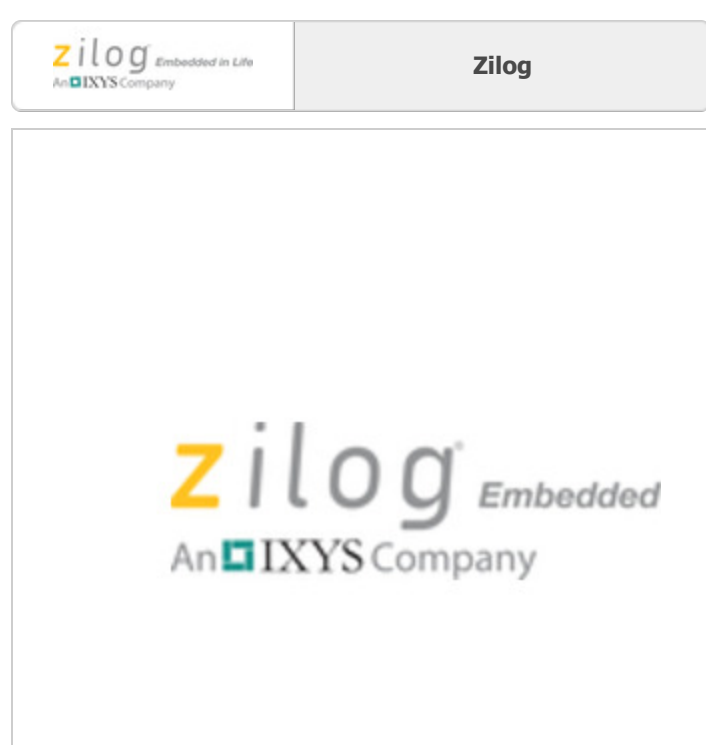 zilog Embedded in Life
An IXYS Company
Zilog
zilog® Embedded
An IXYS Company